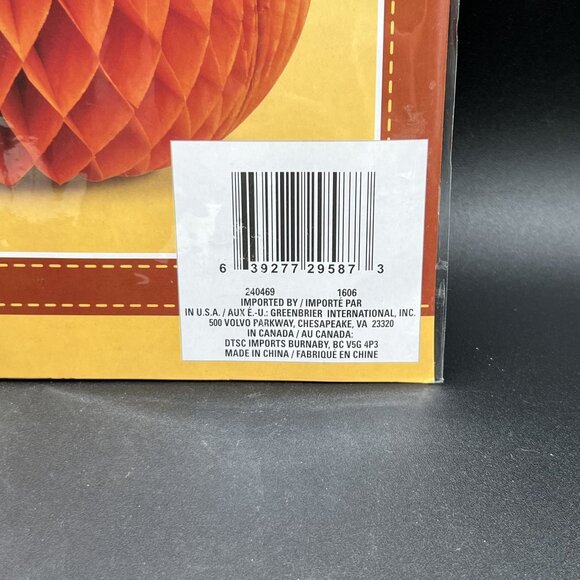 6 39277 29587 3
240469 1606
IMPORTED BY / IMPORTÉ PAR
IN U.S.A. / AUX É.-U.: GREENBRIER INTERNATIONAL, INC.
500 VOLVO PARKWAY, CHESAPEAKE, VA 23320
IN CANADA / AU CANADA:
DTSC IMPORTS BURNABY, BC V5G 4P3
MADE IN CHINA / FABRIQUÉ EN CHINE